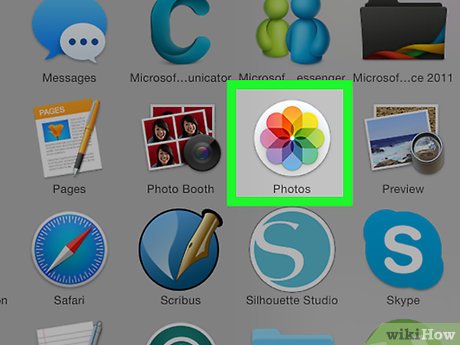 Messages
Microsof...unicator
Microsof...essenger
Microsof...ce 2011
PAGES
Pages
Photo Booth
Photos
Preview
on
Safari
Scribus
Silhouette Studio
Skype
wikiHow